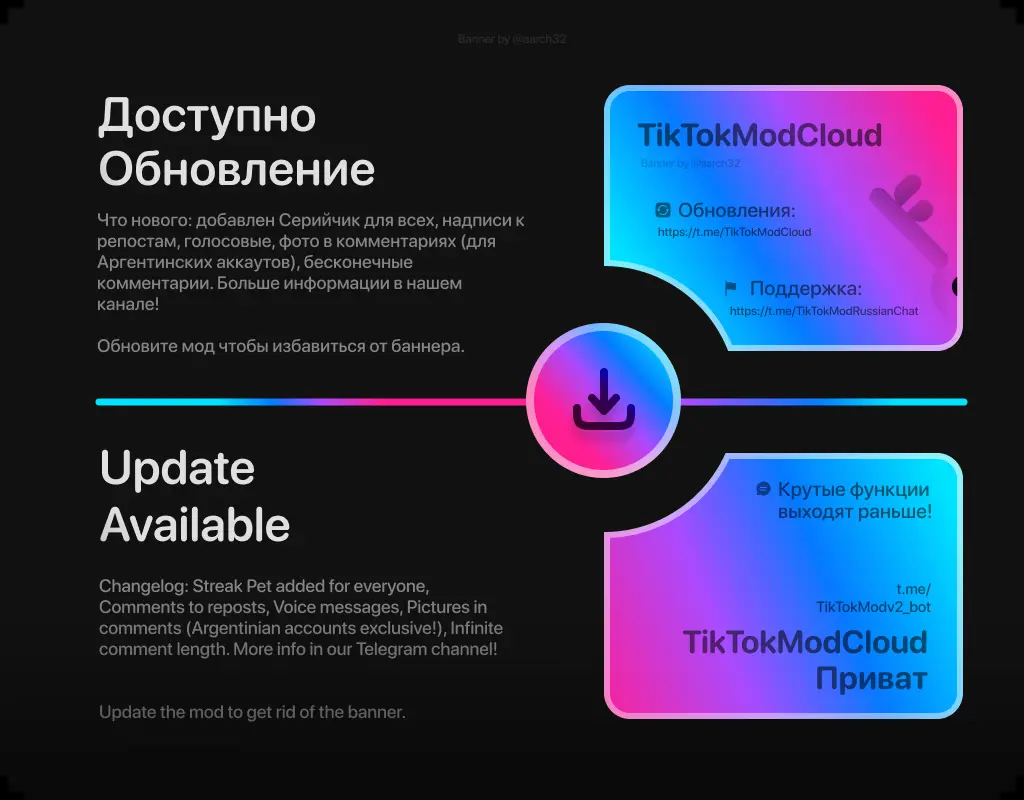 Banner by @aarch32
Доступно
Обновление
Что нового: добавлен Серийчик для всех, надписи к
репостам, голосовые, фото в комментариях (для
Аргентинских аккаутов), бесконечные
комментарии. Больше информации в нашем
канале!
Обновите мод чтобы избавиться от баннера.
TikTokModCloud
Banner by @aarch32
Обновления:
https://t.me/TikTokModCloud
Поддержка:
https://t.me/TikTokModRussianChat
Update
Available
Changelog: Streak Pet added for everyone,
Comments to reposts, Voice messages, Pictures in
comments (Argentinian accounts exclusive!), Infinite
comment length. More info in our Telegram channel!
Update the mod to get rid of the banner.
Крутые функции
выходят раньше!
t.me/
TikTokModv2_bot
TikTokModCloud
Приват